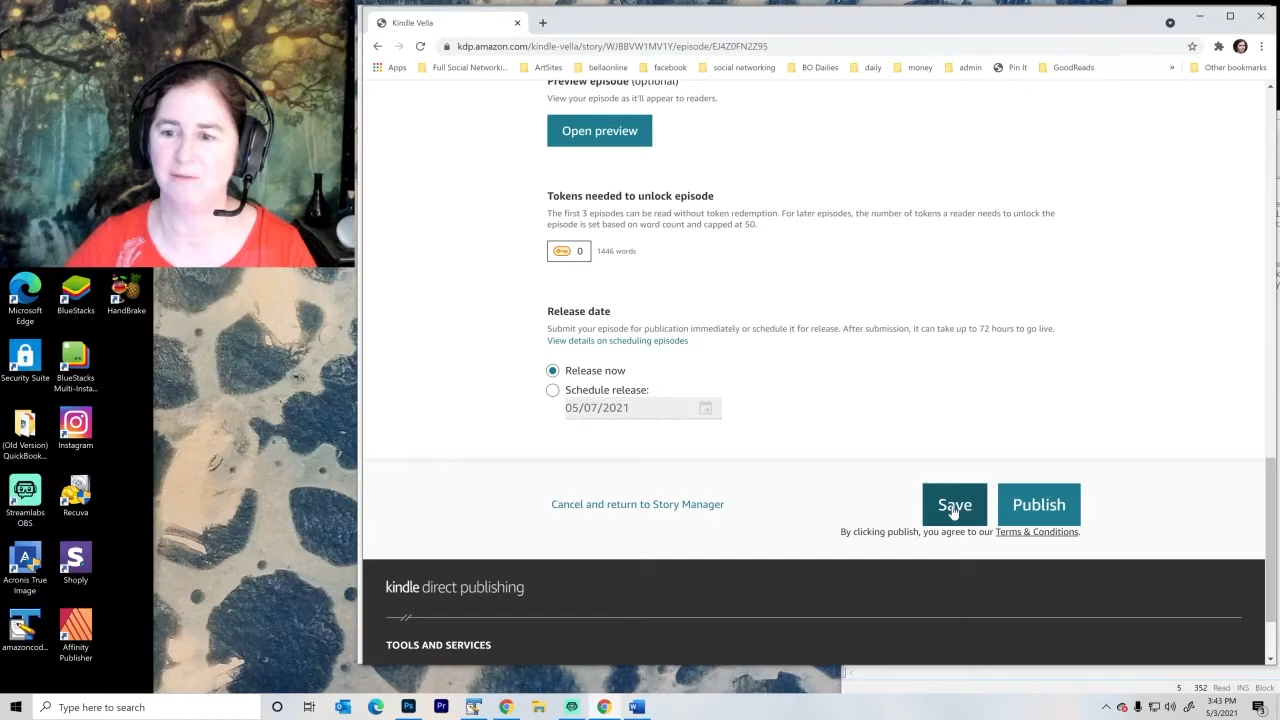 Kindle Vella
kdp.amazon.com/kindle-vella/story/WJBBVW1MV1Y/episode/EJ4Z0FN2Z95
Apps Full Social Networki... ArtSites bellaonline facebook social networking BO Dailies daily money admin Pin It GoodReads » Other bookmarks
Preview episode (optional)
View your episode as it'll appear to readers.
Open preview
Tokens needed to unlock episode
The first 3 episodes can be read without token redemption. For later episodes, the number of tokens a reader needs to unlock the
episode is set based on word count and capped at 50.
0 1446 words
Release date
Submit your episode for publication immediately or schedule it for release. After submission, it can take up to 72 hours to go live.
View details on scheduling episodes
Release now
Schedule release:
05/07/2021
Cancel and return to Story Manager
Save
Publish
By clicking publish, you agree to our Terms & Conditions.
kindle direct publishing
TOOLS AND SERVICES
Microsoft
Edge
BlueStacks
HandBrake
Security Suite
BlueStacks
Multi-Insta...
(Old Version)
QuickBook...
Instagram
Streamlabs
OBS
Recuva
Acronis True
Image
Shoply
amazoncod...
Affinity
Publisher
352 Read INS Block
Type here to search
3:43 PM
5/3/2021